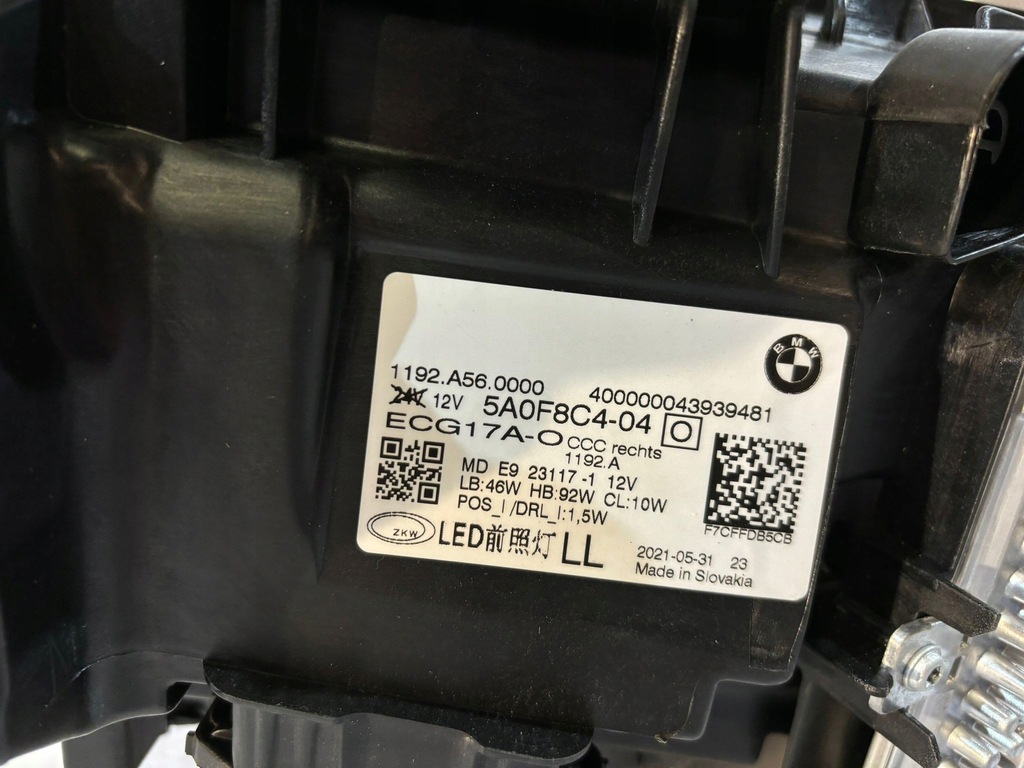 BMW
1192.A56.0000
400000043939481
24V 12V 5A0F8C4-04 O
ECG17A-O CCC rechts
1192.A
MD E9 23117 -1 12V
LB:46W HB:92W CL:10W
POS_I /DRL_I:1,5W
F7CFFDB5CB
ZKW LED前照灯 LL
2021-05-31 23
Made in Slovakia